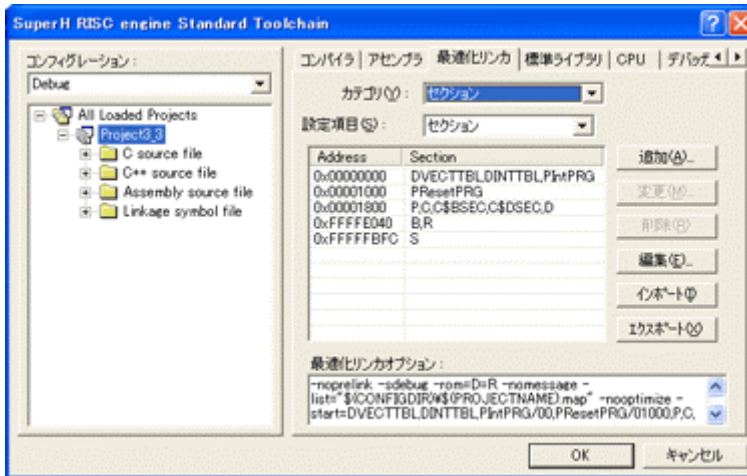 SuperH RISC engine Standard Toolchain
コンフィグレーション :
Debug
All Loaded Projects
Project3_3
C source file
C++ source file
Assembly source file
Linkage symbol file
コンパイラ アセンブラ 最適化リンカ 標準ライブラリ CPU デバッガ
カテゴリ(Y) : セクション
設定項目(S) : セクション
Address Section
0x00000000 DVECTTBL,DINTTBL,PIntPRG
0x00001000 PResetPRG
0x00001800 P,C,C$BSEC,C$DSEC,D
0xFFFFE040 B,R
0xFFFFFBFC S
追加(A)...
変更(M)...
削除(R)
編集(E)...
インポート(I)
エクスポート(X)
最適化リンカオプション :
-noprelink -sdebug -rom=D=R -nomessage -
list="$(CONFIGDIR)¥$(PROJECTNAME).map" -nooptimize -
start=DVECTTBL,DINTTBL,PIntPRG/00,PResetPRG/01000,P,C,
OK キャンセル